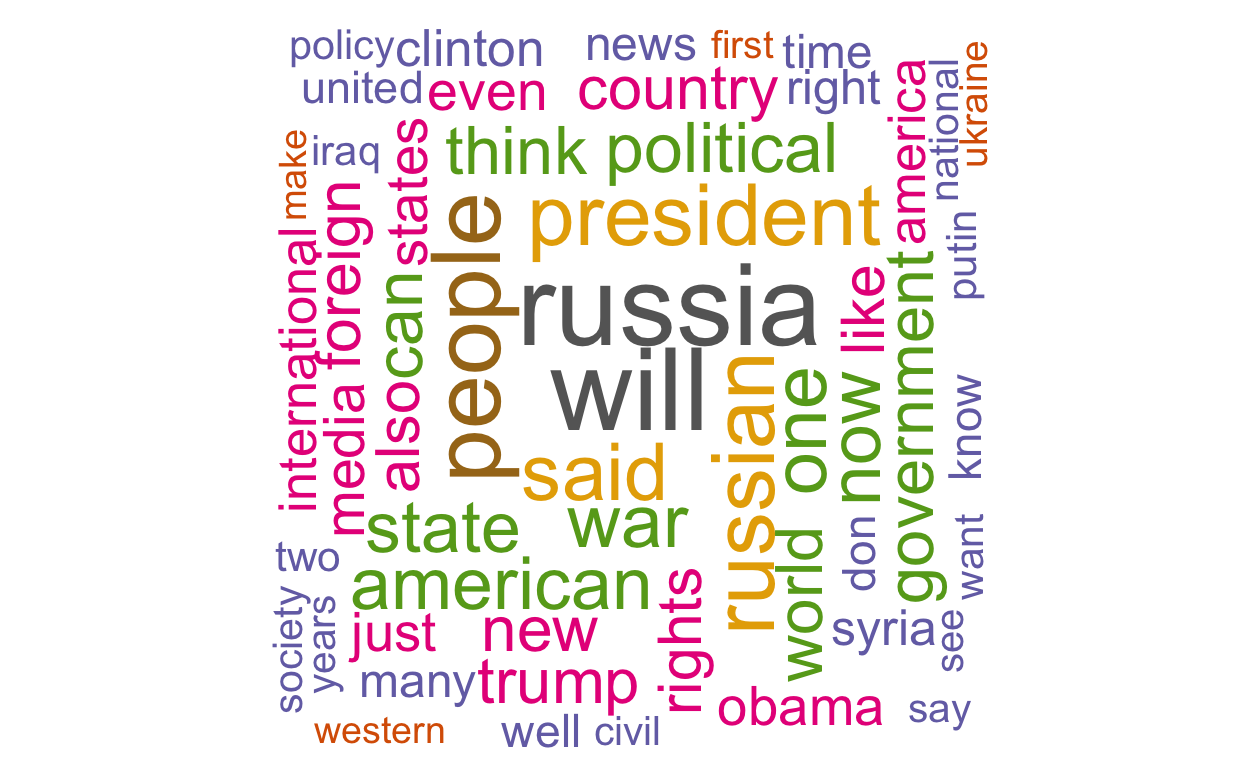 policy
clinton
news
first
time
united
even
country
right
america
national
ukraine
make
iraq
states
think
political
people
president
international
foreign
also
can
russia
like
putin
will
media
russian
one
now
government
know
said
state
war
world
don
want
two
american
society
years
just
new
rights
syria
see
many
trump
obama
say
western
well
civil